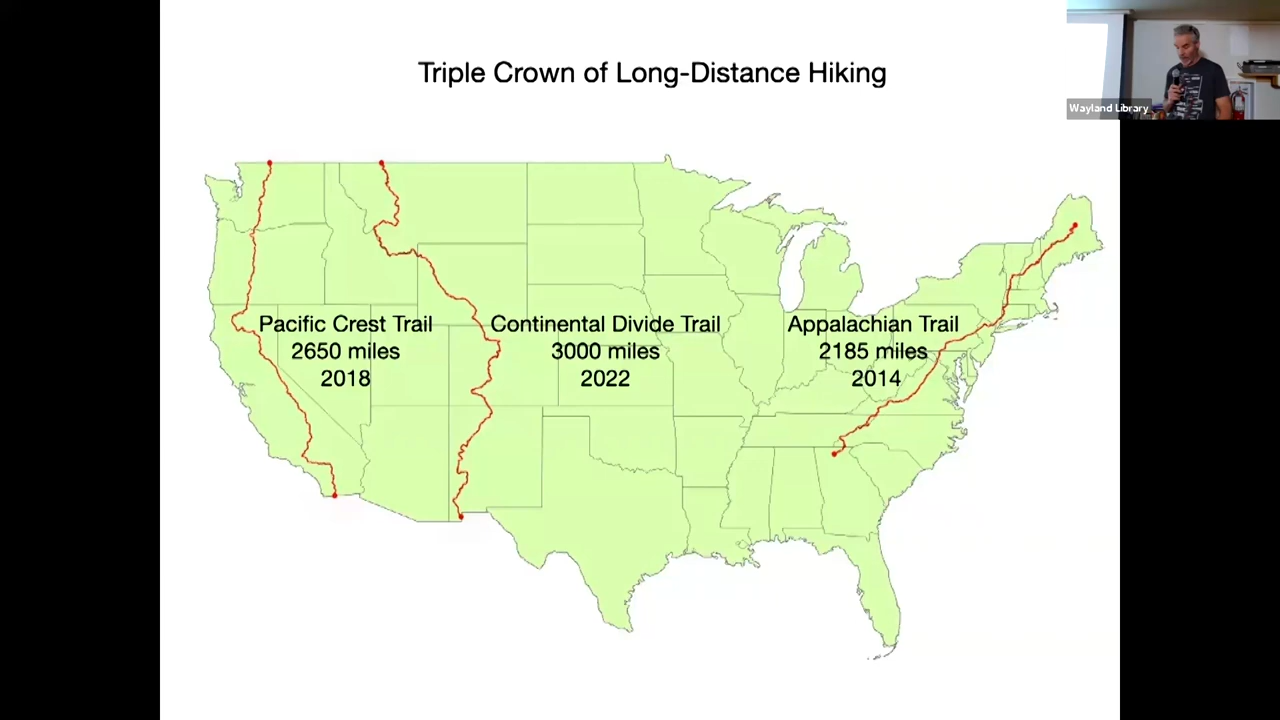 Triple Crown of Long-Distance Hiking
Wayland Library
Pacific Crest Trail
2650 miles
2018
Continental Divide Trail
3000 miles
2022
Appalachian Trail
2185 miles
2014